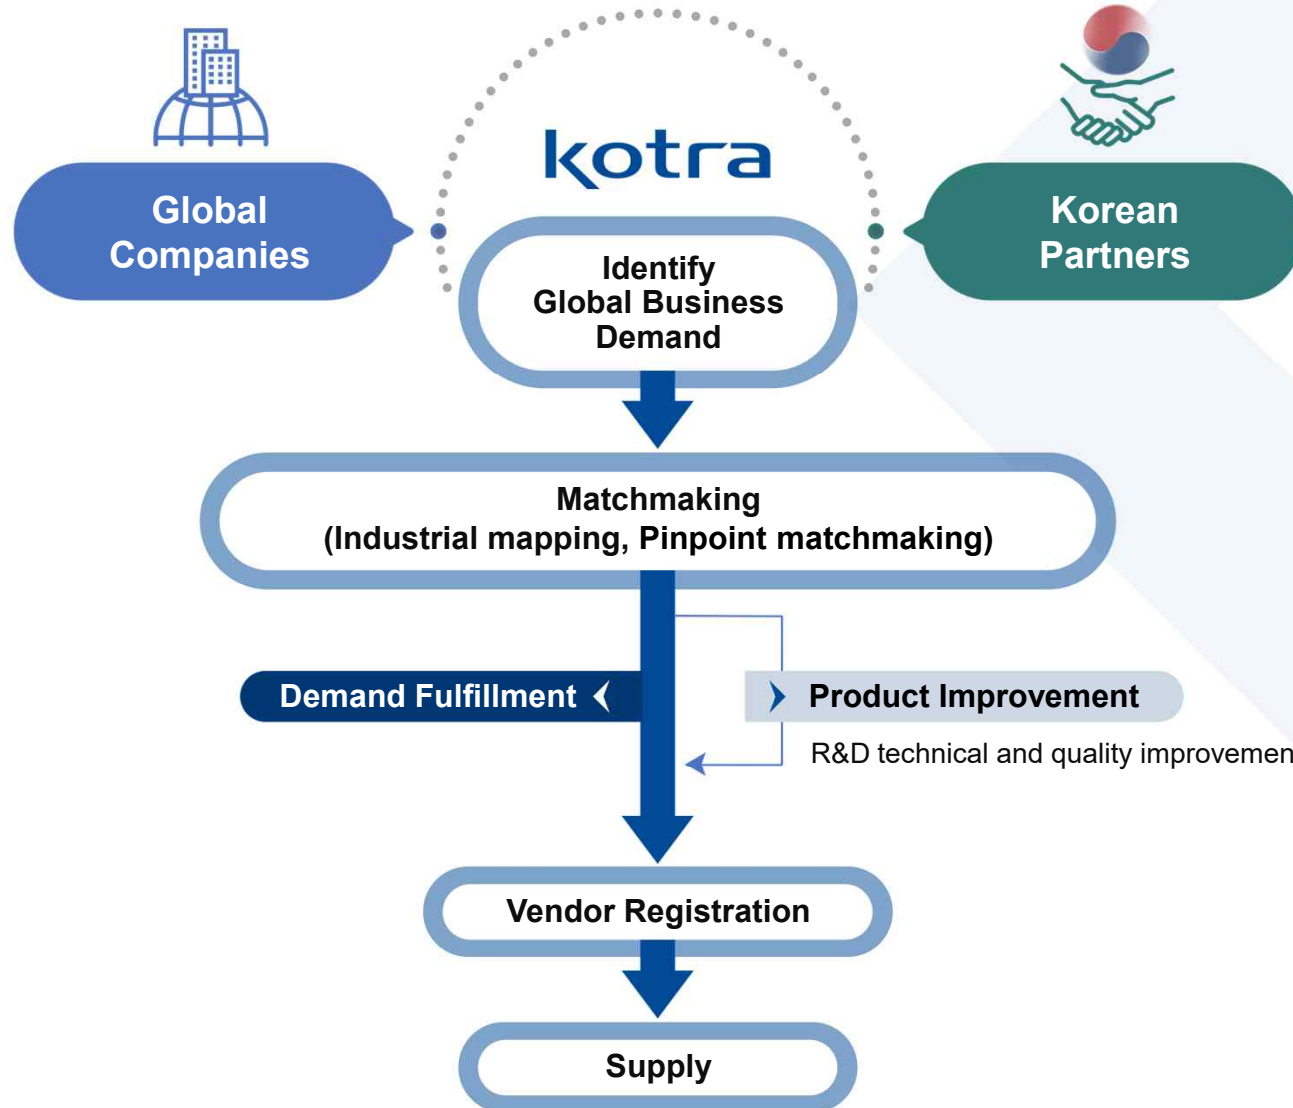 kotra
Global
Companies
Korean
Partners
Identify
Global Business
Demand
Matchmaking
(Industrial mapping, Pinpoint matchmaking)
Demand Fulfillment
Product Improvement
R&D technical and quality improvemen
Vendor Registration
Supply